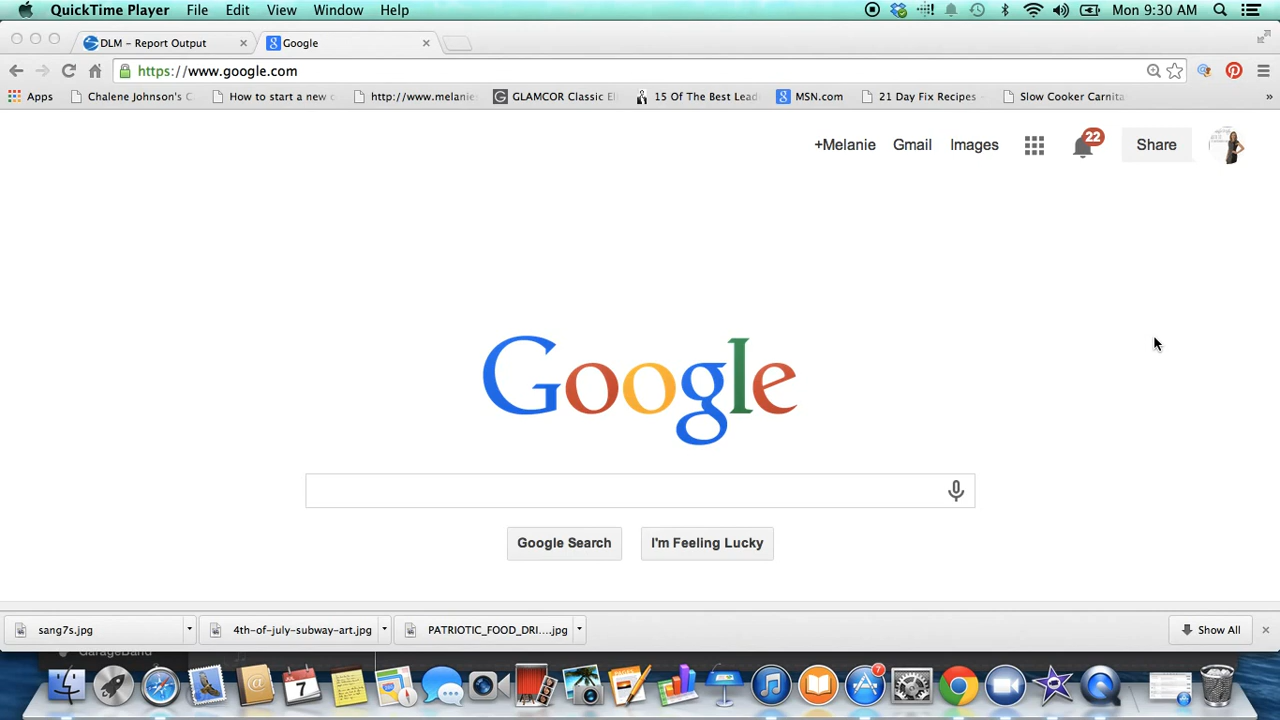 QuickTime Player File Edit View Window Help Mon 9:30 AM
DLM – Report Output Google
https://www.google.com
Apps Chalene Johnson's C How to start a new http://www.melanie GLAMCOR Classic El 15 Of The Best Lead MSN.com 21 Day Fix Recipes Slow Cooker Carnita »
+Melanie Gmail Images 22 Share
Google
Google Search I'm Feeling Lucky
sang7s.jpg 4th-of-july-subway-art.jpg PATRIOTIC_FOOD_DRI....jpg Show All
GarageBand
7 7